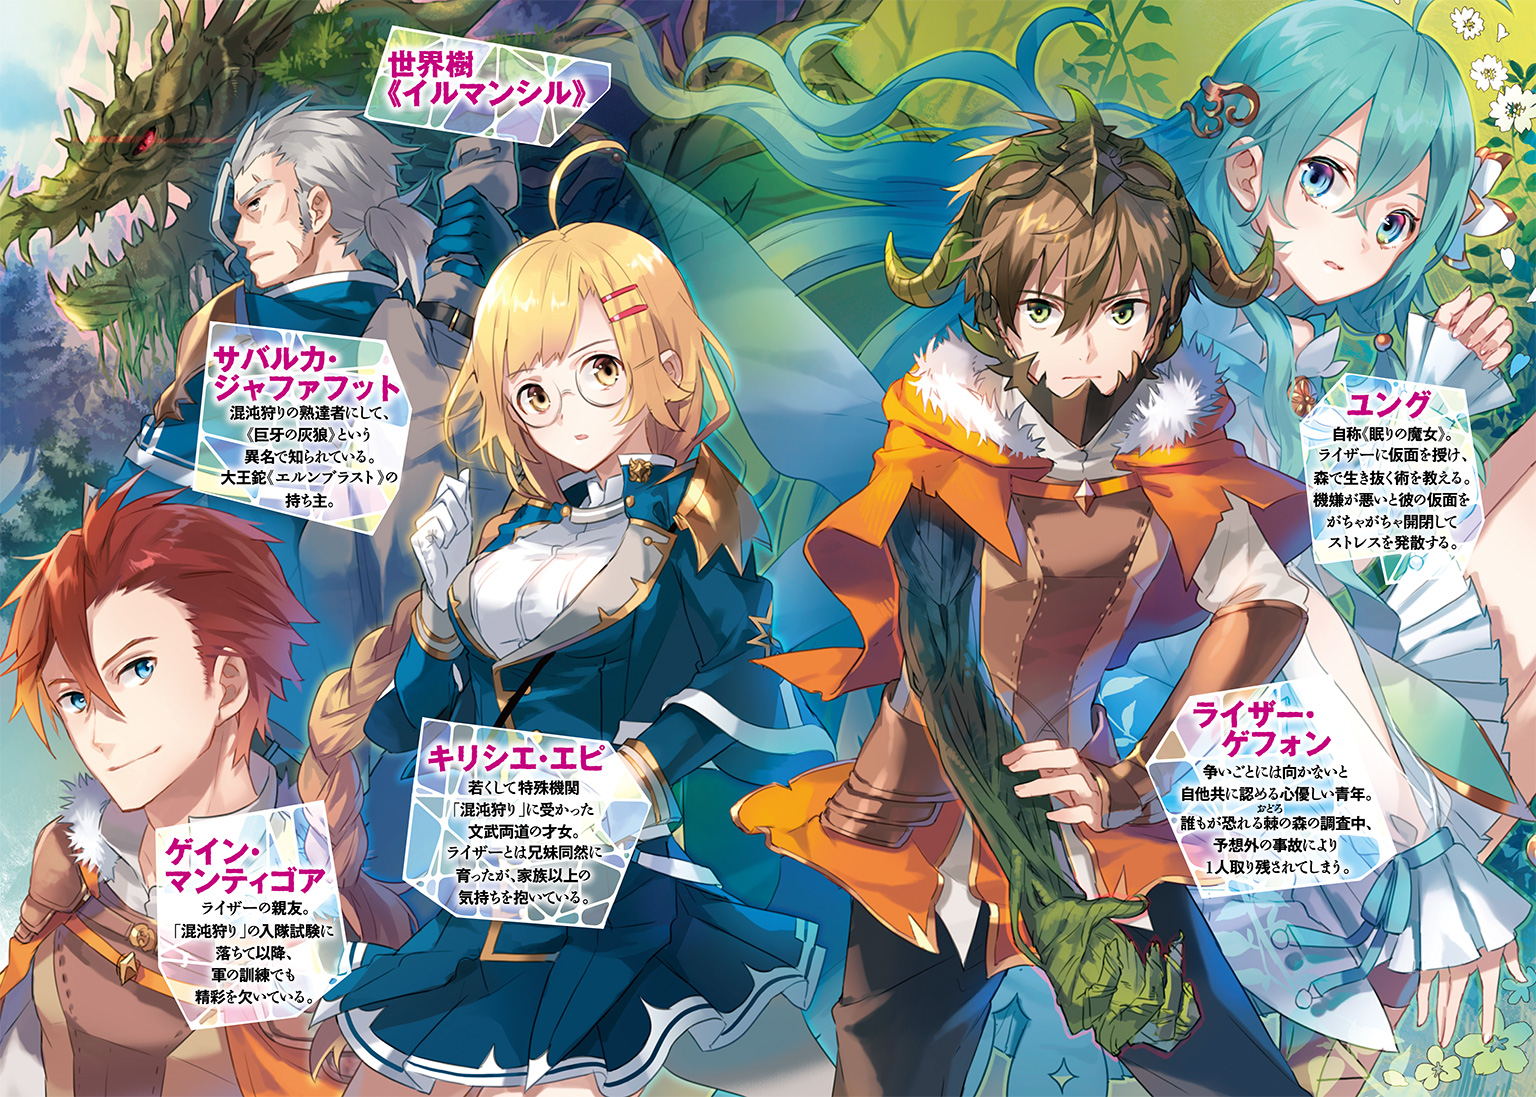 世界樹
《イルマンシル》
サバルカ・
ジャファフット
混沌狩りの熟達者にして、
《巨牙の灰狼》という
異名で知られている。
大王鉈《エルンブラスト》の
持ち主。
キリシエ・エピ
若くして特殊機関
「混沌狩り」に受かった
文武両道の才女。
ライザーとは兄妹同然に
育ったが、家族以上の
気持ちを抱いている。
ゲイン・
マンティゴア
ライザーの親友。
「混沌狩り」の入隊試験に
落ちて以降、
軍の訓練でも
精彩を欠いている。
ユング
自称《眠りの魔女》。
ライザーに仮面を授け、
森で生き抜く術を教える。
機嫌が悪いと彼の仮面を
がちゃがちゃ開閉して
ストレスを発散する。
ライザー・
ゲフォン
争いごとには向かないと
自他共に認める心優しい青年。
おどろ
誰もが恐れる棘の森の調査中、
予想外の事故により
1人取り残されてしまう。